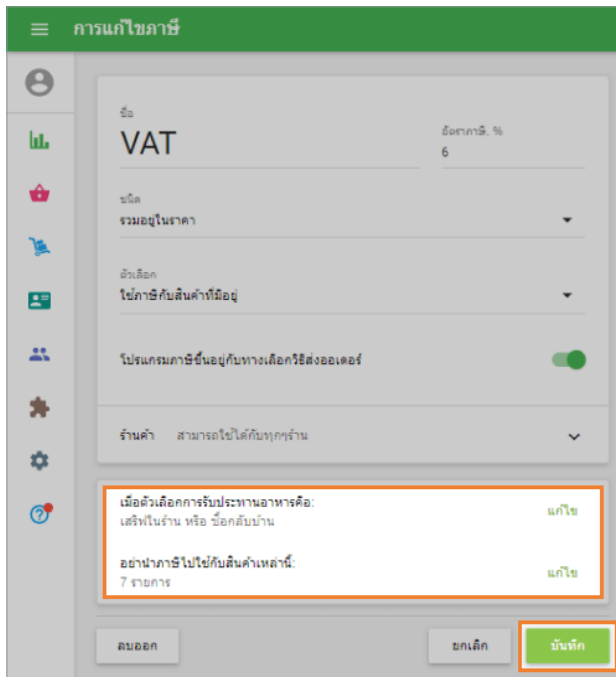 การแก้ไขภาษี
ชื่อ
VAT
อัตราภาษี, %
6
ชนิด
รวมอยู่ในราคา
ตัวเลือก
ใช้ภาษีกับสินค้าที่มีอยู่
โปรแกรมภาษีขึ้นอยู่กับทางเลือกวิธีส่งออเดอร์
ร้านค้า สามารถใช้ได้กับทุกๆร้าน
เมื่อตัวเลือกการรับประทานอาหารคือ:
เสริฟในร้าน หรือ ซื้อกลับบ้าน
แก้ไข
อย่านำภาษีไปใช้กับสินค้าเหล่านี้:
7 รายการ
แก้ไข
ลบออก
ยกเลิก
บันทึก